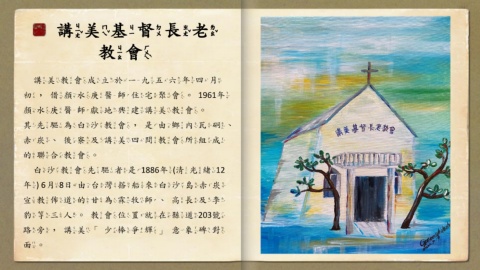 講美基督長老
教會
講美教會成立於一九五六年四月
初，借顏水庚醫師住宅聚會。1961年
顏水庚醫師獻地興建講美教會。
其先驅為白沙教會，是由鄉內瓦硐、
赤崁、後寮及講美四間教會所組成
的聯合教會。
白沙教會先驅者是1886年(清光緒12
年)6月8日由台灣搭船來白沙島赤崁
宣教佈道的甘為霖牧師、高長及李
豹等三人。教會位置就在縣道203號
路旁，講美「少棒爭輝」意象碑對
面。
講美基督長老教會